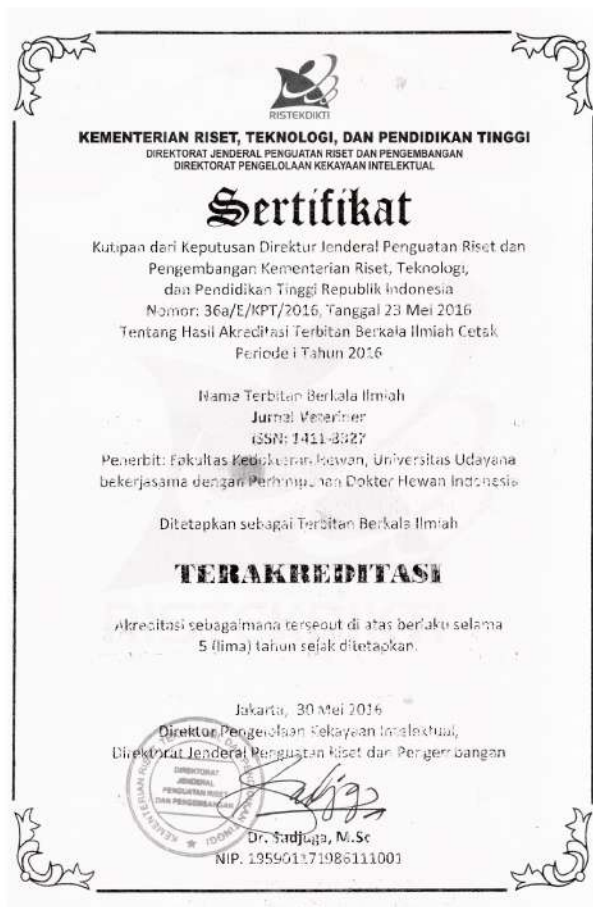 RISTEKDIKTI
KEMENTERIAN RISET, TEKNOLOGI, DAN PENDIDIKAN TINGGI
DIREKTORAT JENDERAL PENGUATAN RISET DAN PENGEMBANGAN
DIREKTORAT PENGELOLAAN KEKAYAAN INTELEKTUAL
Sertifikat
Kutipan dari Keputusan Direktur Jenderal Penguatan Riset dan
Pengembangan Kementerian Riset, Teknologi,
dan Pendidikan Tinggi Republik Indonesia
Nomor: 36a/E/KPT/2016, Tanggal 23 Mei 2016
Tentang Hasil Akreditasi Terbitan Berkala Ilmiah Cetak
Periode I Tahun 2016
Nama Terbitan Berkala Ilmiah
Jurnal Veteriner
ISSN: 1411-8327
Penerbit: Fakultas Kedokteran Hewan, Universitas Udayana
bekerjasama dengan Perhimpunan Dokter Hewan Indonesia
Ditetapkan sebagai Terbitan Berkala Ilmiah
TERAKREDITASI
Akreditasi sebagaimana tersebut di atas berlaku selama
5 (lima) tahun sejak ditetapkan.
Jakarta, 30 Mei 2016
Direktur Pengelolaan Kekayaan Intelektual,
Direktorat Jenderal Penguatan Riset dan Pengembangan
DIREKTORAT
JENDERAL
PENGUATAN RISET
DAN PENGEMBANGAN
Dr. Sadjuga, M.Sc
NIP. 195901171986111001